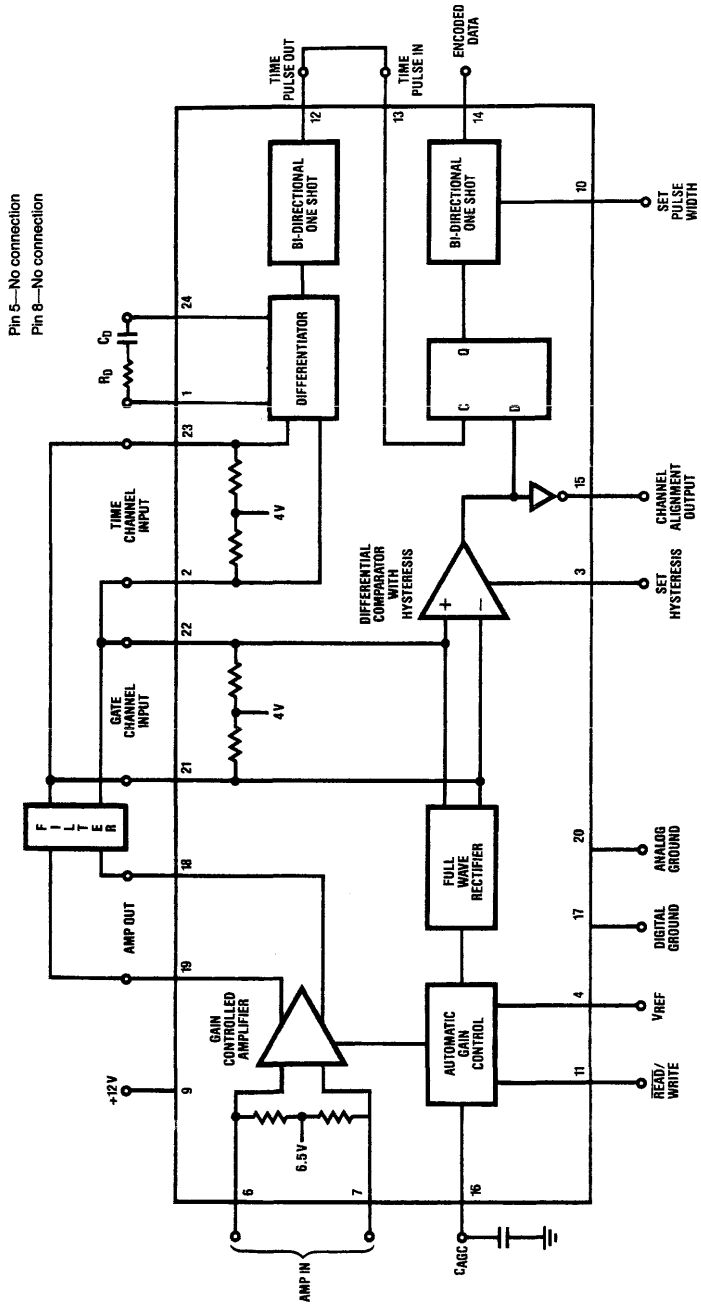 Pin 5—No connection
Pin 8—No connection
+12V
9
19
AMP OUT
18
FILTER
21
GATE
CHANNEL
INPUT
22
2
TIME
CHANNEL
INPUT
23
1
RD
CD
24
AMP IN
6
7
6.5V
GAIN
CONTROLLED
AMPLIFIER
4V
4V
DIFFERENTIATOR
BI-DIRECTIONAL
ONE SHOT
12
TIME
PULSE OUT
13
TIME
PULSE IN
CAGC
16
AUTOMATIC
GAIN
CONTROL
FULL
WAVE
RECTIFIER
DIFFERENTIAL
COMPARATOR
WITH
HYSTERESIS
+
−
C
D
Q
BI-DIRECTIONAL
ONE SHOT
14
ENCODED
DATA
11
READ/
WRITE
4
VREF
17
DIGITAL
GROUND
20
ANALOG
GROUND
3
SET
HYSTERESIS
15
CHANNEL
ALIGNMENT
OUTPUT
10
SET
PULSE
WIDTH